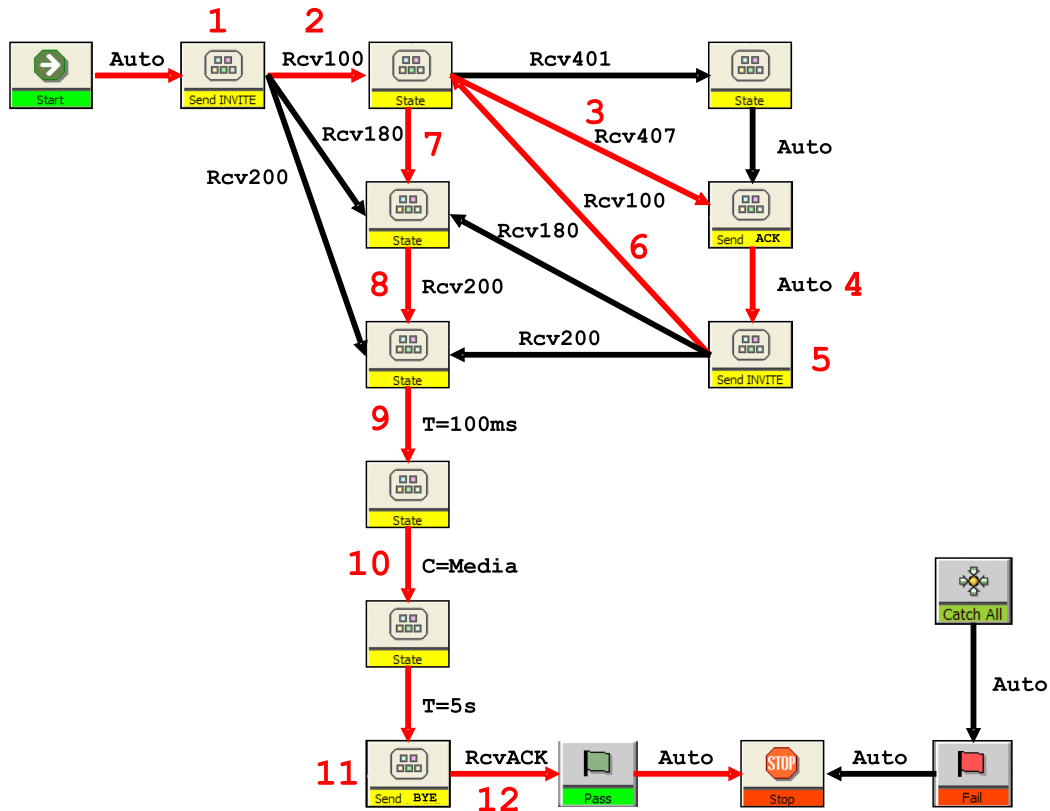 1
2
Auto
Rcv100
Rcv401
Start
Send INVITE
State
State
3
Rcv180
7
Rcv407
Auto
Rcv200
Rcv100
Rcv180
6
State
Send ACK
8
Rcv200
Auto
4
Rcv200
5
State
Send INVITE
9
T=100ms
State
10
C=Media
Catch All
State
Auto
T=5s
11
RcvACK
Auto
STOP
Auto
Send BYE
12
Pass
Stop
Fail